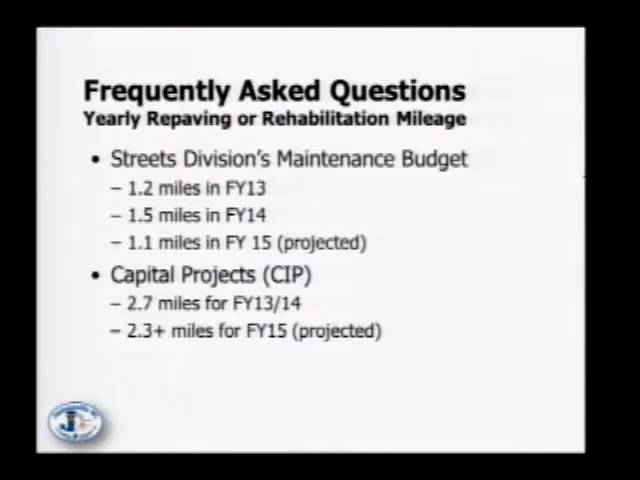 Frequently Asked Questions
Yearly Repaving or Rehabilitation Mileage
• Streets Division's Maintenance Budget
– 1.2 miles in FY13
– 1.5 miles in FY14
– 1.1 miles in FY 15 (projected)
• Capital Projects (CIP)
– 2.7 miles for FY13/14
– 2.3+ miles for FY15 (projected)